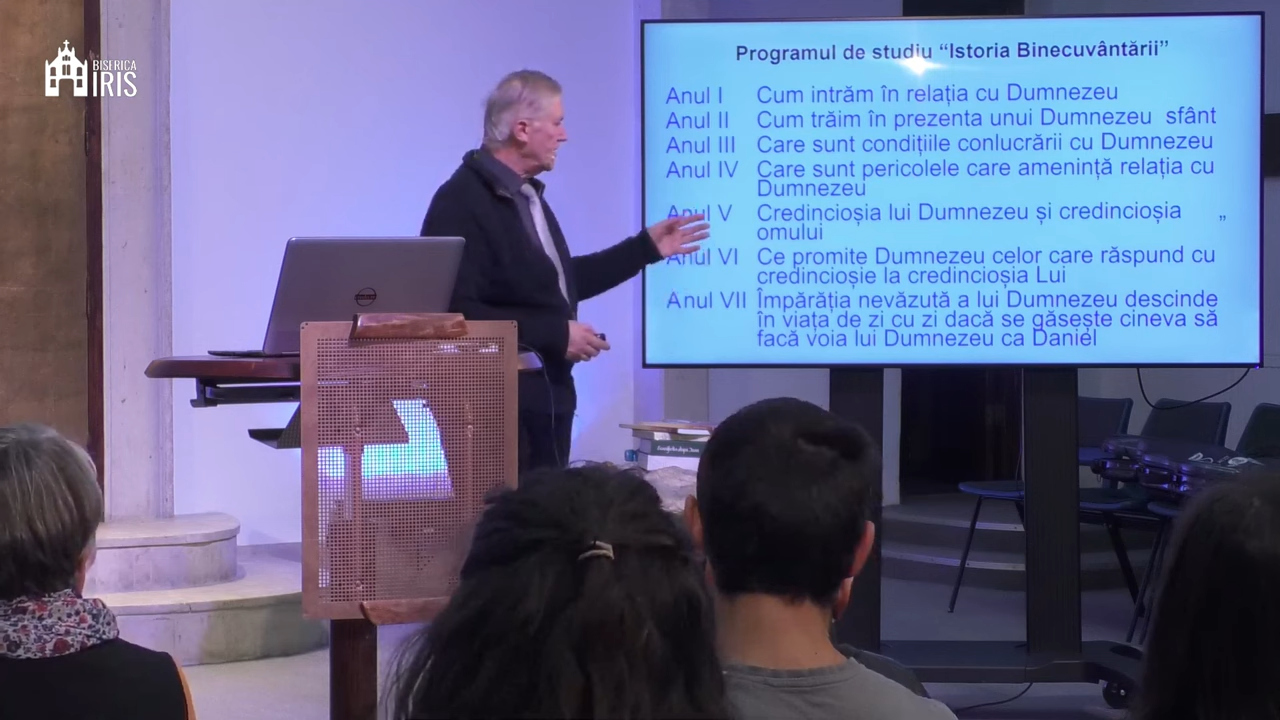 BISERICA
IRIS
Programul de studiu “Istoria Binecuvântării”
Anul I Cum intrăm în relația cu Dumnezeu
Anul II Cum trăim în prezenta unui Dumnezeu sfânt
Anul III Care sunt condițiile conlucrării cu Dumnezeu
Anul IV Care sunt pericolele care amenință relația cu
Dumnezeu
Anul V Credincioșia lui Dumnezeu și credincioșia „
omului
Anul VI Ce promite Dumnezeu celor care răspund cu
credincioșie la credincioșia Lui
Anul VII Împărăția nevăzută a lui Dumnezeu descinde
în viața de zi cu zi dacă se găsește cineva să
facă voia lui Dumnezeu ca Daniel